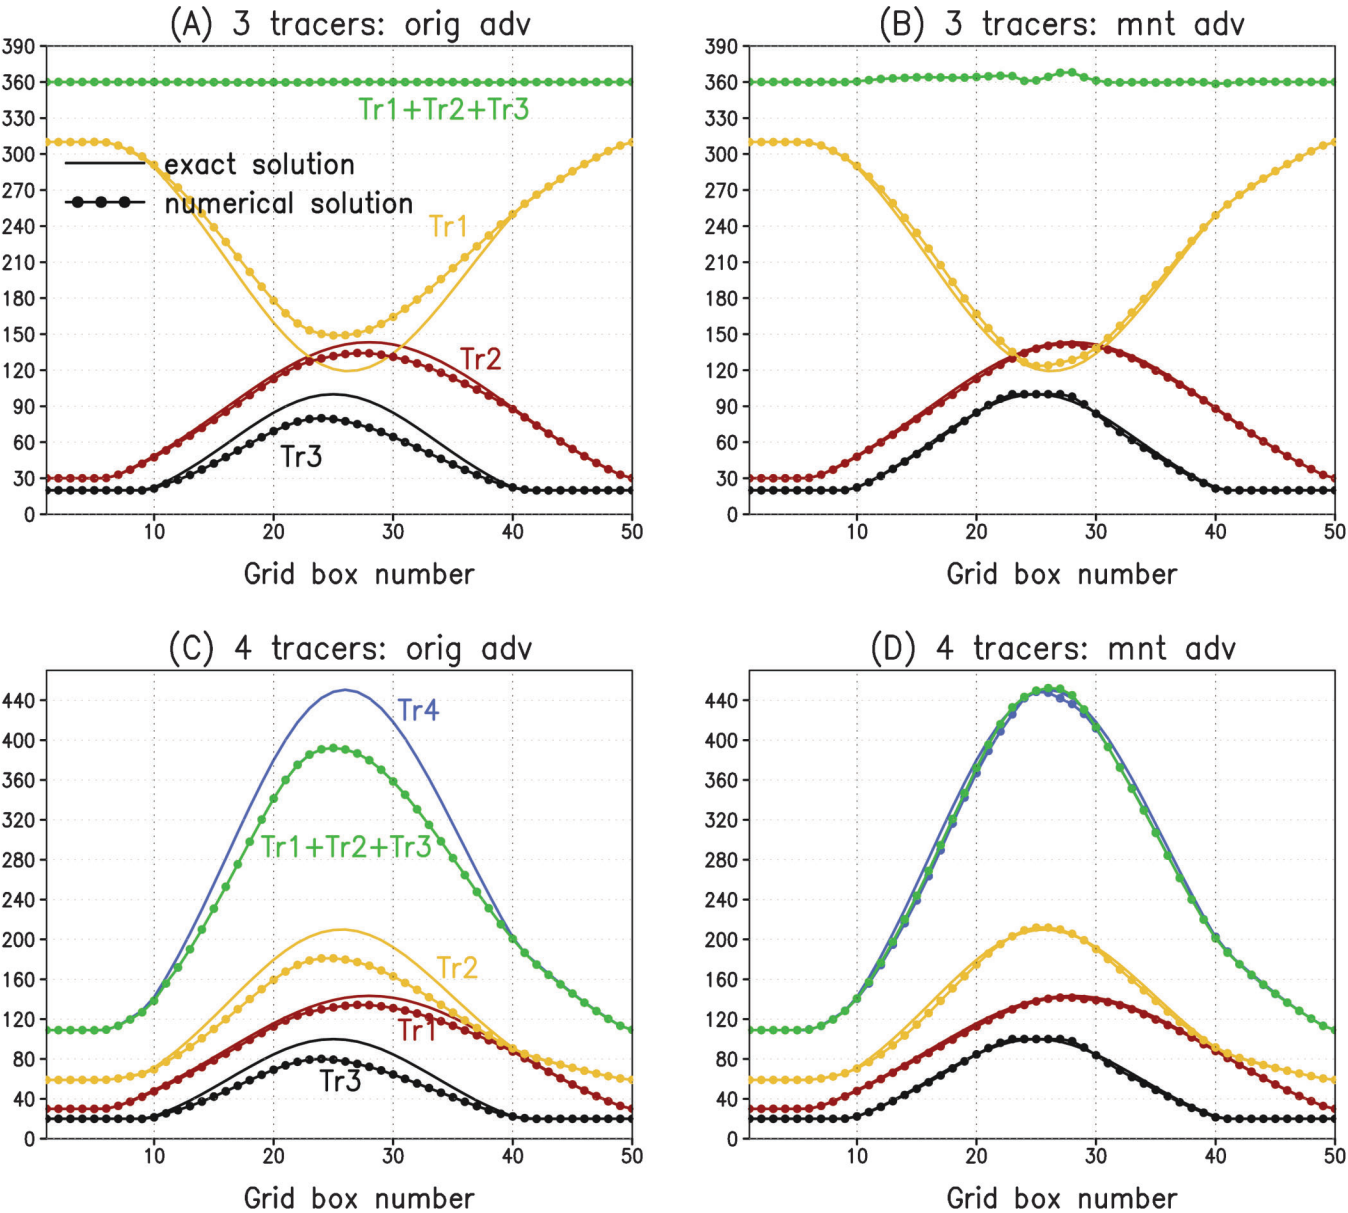 (A) 3 tracers: orig adv
390
360
330
300
270
240
210
180
150
120
90
60
30
0
Tr1+Tr2+Tr3
exact solution
numerical solution
Tr1
Tr2
Tr3
10 20 30 40 50
Grid box number
(B) 3 tracers: mnt adv
390
360
330
300
270
240
210
180
150
120
90
60
30
0
10 20 30 40 50
Grid box number
(C) 4 tracers: orig adv
440
400
360
320
280
240
200
160
120
80
40
0
Tr4
Tr1+Tr2+Tr3
Tr2
Tr1
Tr3
10 20 30 40 50
Grid box number
(D) 4 tracers: mnt adv
440
400
360
320
280
240
200
160
120
80
40
0
10 20 30 40 50
Grid box number